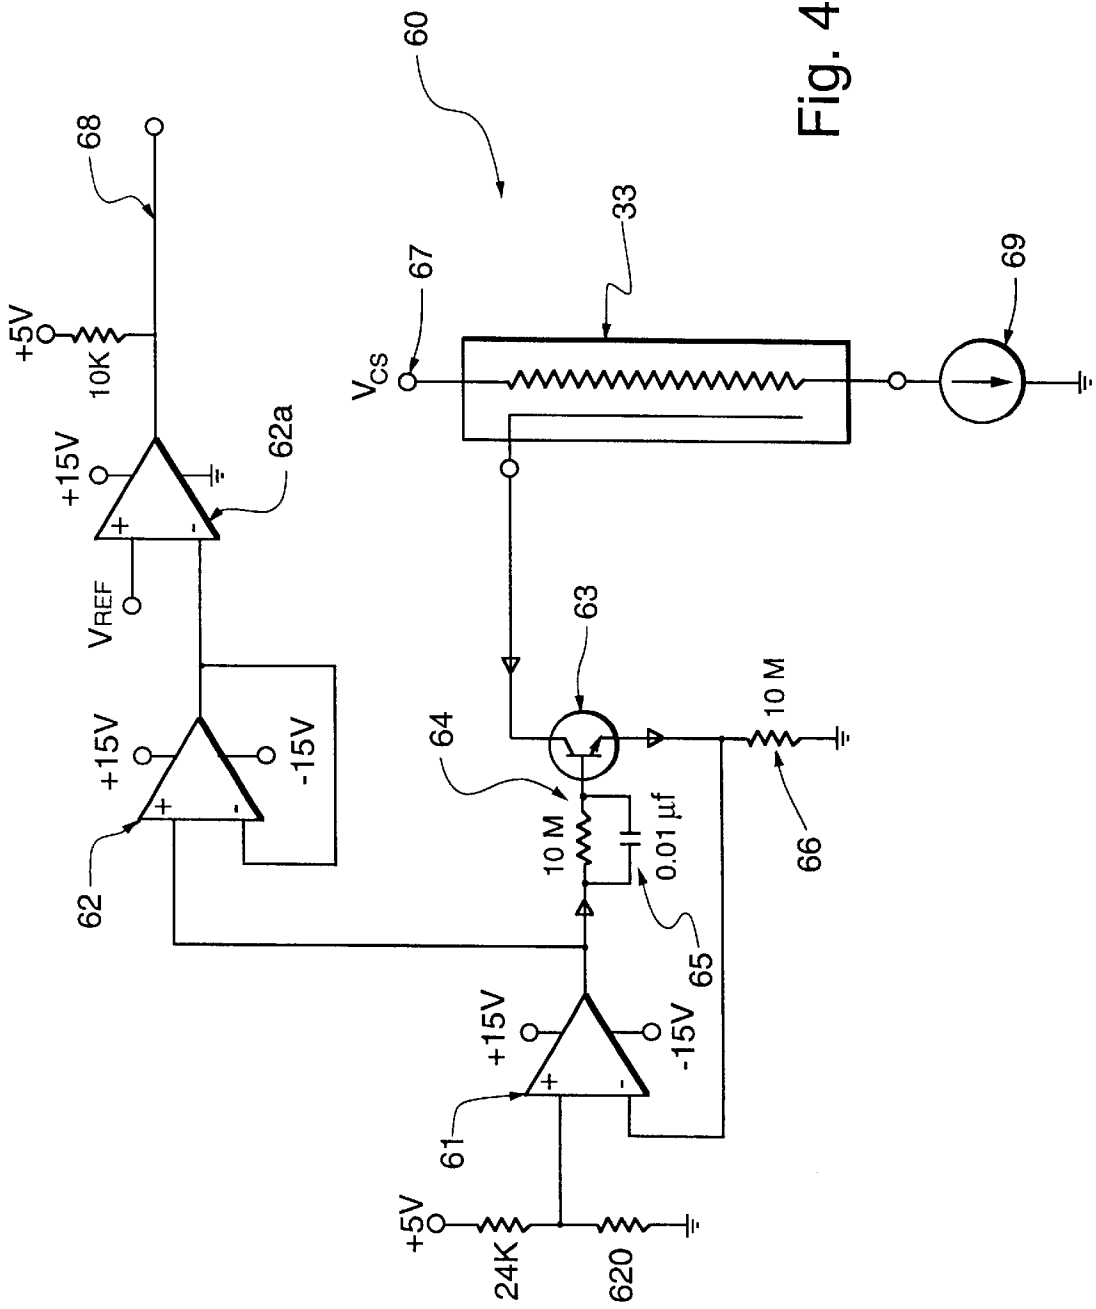 +5V
10K
68
60
Fig. 4
+15V
62a
VREF
+
-
67
VCS
33
69
+15V
-15V
62
+
-
63
64
10 M
0.01 µf
65
10 M
66
+15V
-15V
61
+
-
+5V
24K
620